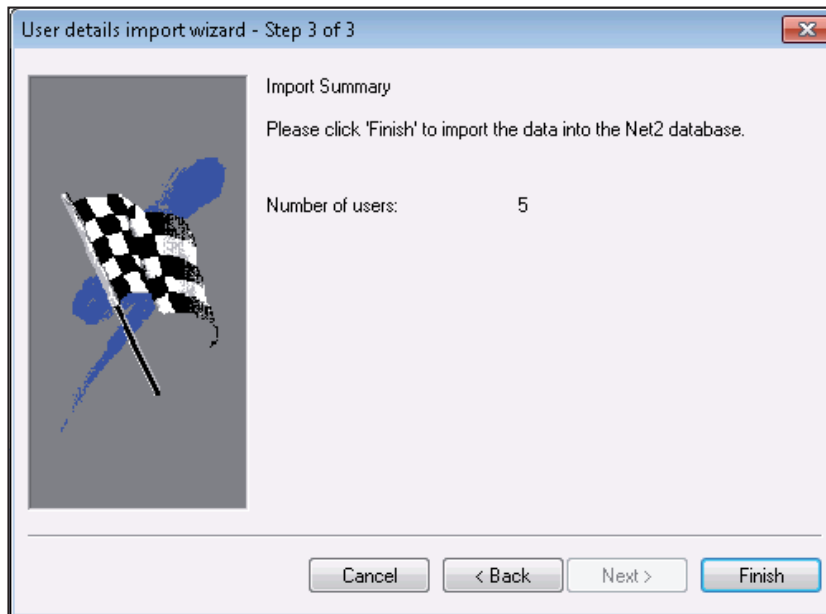 User details import wizard - Step 3 of 3
Import Summary
Please click 'Finish' to import the data into the Net2 database.
Number of users: 5
Cancel
< Back
Next >
Finish